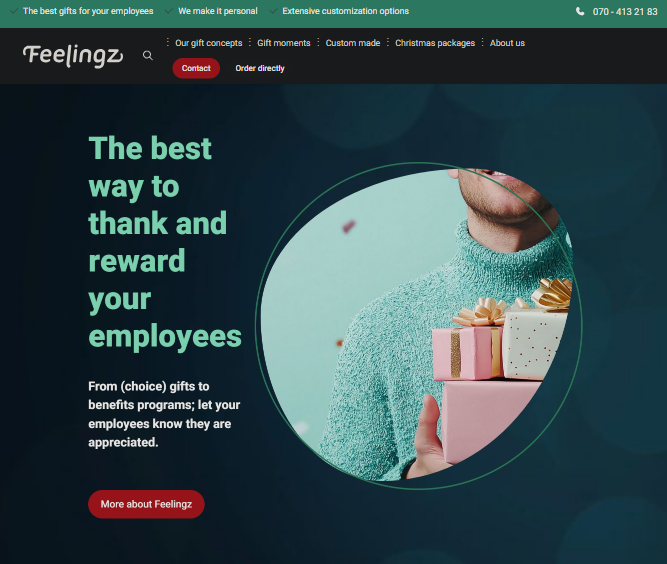 The best gifts for your employees
We make it personal
Extensive customization options
070 - 413 21 83
Feelingz
Our gift concepts
Gift moments
Custom made
Christmas packages
About us
Contact
Order directly
The best
way to
thank and
reward
your
employees
From (choice) gifts to
benefits programs; let your
employees know they are
appreciated.
More about Feelingz